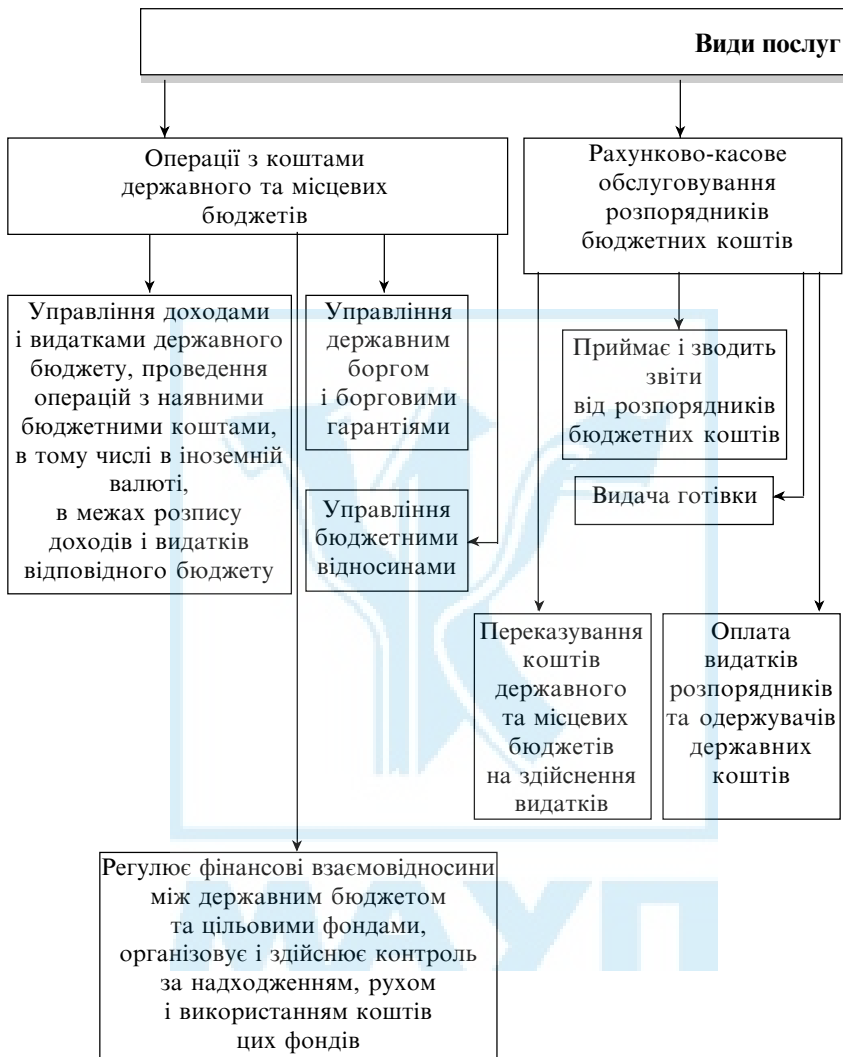 Види послуг
Операції з коштами
державного та місцевих
бюджетів
Рахунково-касове
обслуговування
розпорядників
бюджетних коштів
Управління доходами
і видатками державного
бюджету, проведення
операцій з наявними
бюджетними коштами,
в тому числі в іноземній
валюті,
в межах розпису
доходів і видатків
відповідного бюджету
Управління
державним
боргом
і борговими
гарантіями
Управління
бюджетними
відносинами
Приймає і зводить
звіти
від розпорядників
бюджетних коштів
Видача готівки
Переказування
коштів
державного
та місцевих
бюджетів
на здійснення
видатків
Оплата
видатків
розпорядників
та одержувачів
державних
коштів
Регулює фінансові взаємовідносини
між державним бюджетом
та цільовими фондами,
організовує і здійснює контроль
за надходженням, рухом
і використанням коштів
цих фондів
МАУП